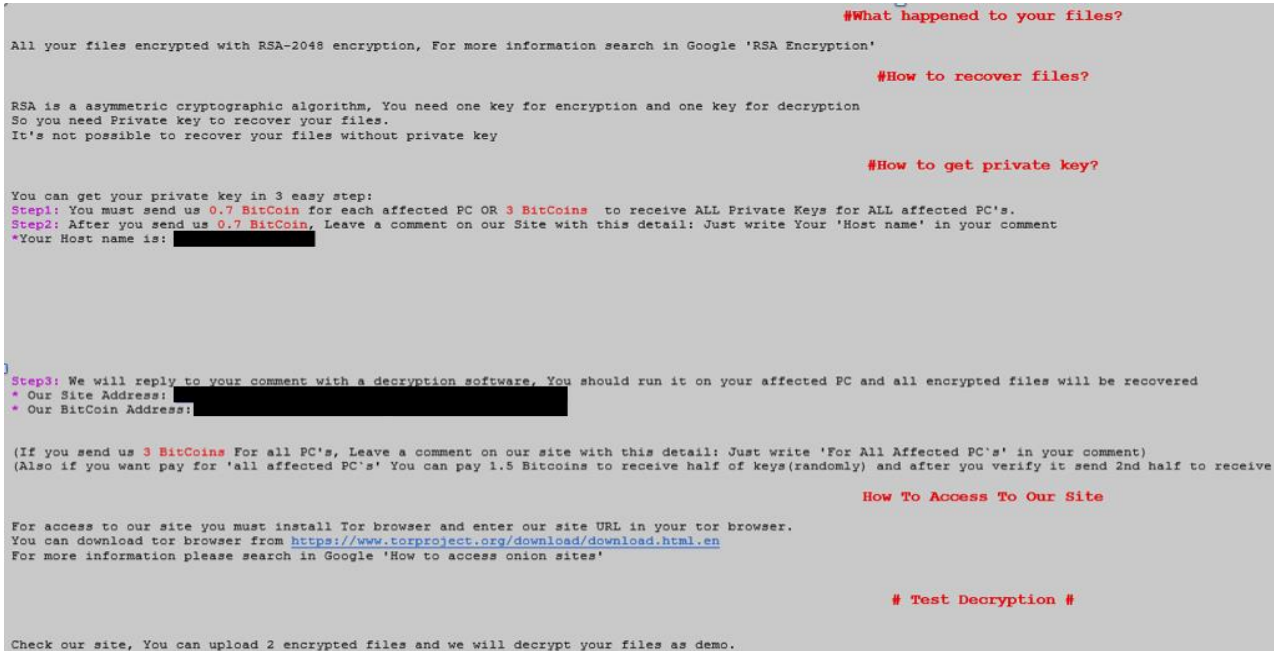 #What happened to your files?
All your files encrypted with RSA-2048 encryption, For more information search in Google 'RSA Encryption'
#How to recover files?
RSA is a asymmetric cryptographic algorithm, You need one key for encryption and one key for decryption
So you need Private key to recover your files.
It's not possible to recover your files without private key
#How to get private key?
You can get your private key in 3 easy step:
Step1: You must send us 0.7 BitCoin for each affected PC OR 3 BitCoins to receive ALL Private Keys for ALL affected PC's.
Step2: After you send us 0.7 BitCoin, Leave a comment on our Site with this detail: Just write Your 'Host name' in your comment
*Your Host name is:
Step3: We will reply to your comment with a decryption software, You should run it on your affected PC and all encrypted files will be recovered
* Our Site Address:
* Our BitCoin Address:
(If you send us 3 BitCoins For all PC's, Leave a comment on our site with this detail: Just write 'For All Affected PC's' in your comment)
(Also if you want pay for 'all affected PC`s' You can pay 1.5 Bitcoins to receive half of keys(randomly) and after you verify it send 2nd half to receive
How To Access To Our Site
For access to our site you must install Tor browser and enter our site URL in your tor browser.
You can download tor browser from https://www.torproject.org/download/download.html.en
For more information please search in Google 'How to access onion sites'
# Test Decryption #
Check our site, You can upload 2 encrypted files and we will decrypt your files as demo.